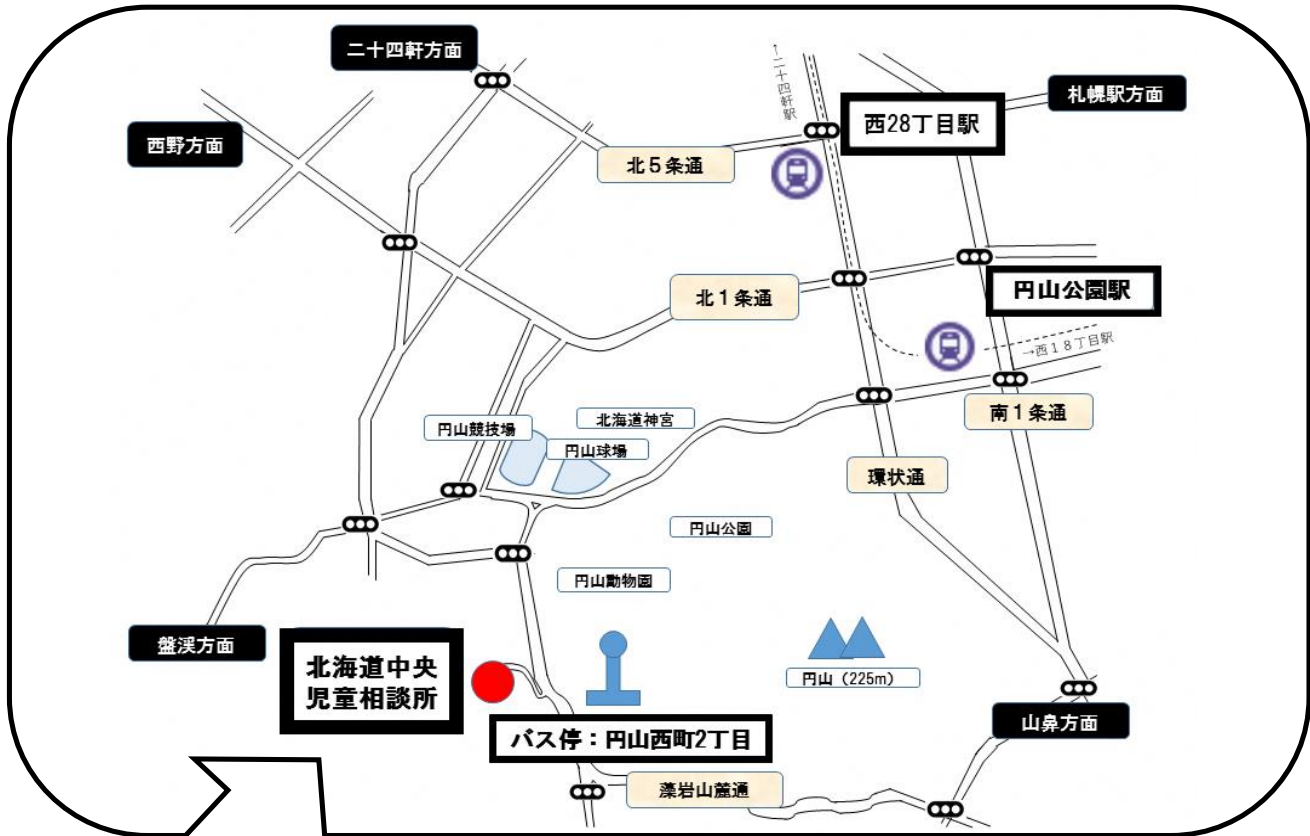 二十四軒方面
←二十四軒駅
西28丁目駅
札幌駅方面
西野方面
北5条通
北1条通
円山公園駅
→西18丁目駅
南1条通
円山競技場
北海道神宮
円山球場
環状通
円山公園
円山動物園
盤渓方面
北海道中央
児童相談所
円山（225m）
バス停：円山西町2丁目
山鼻方面
藻岩山麓通